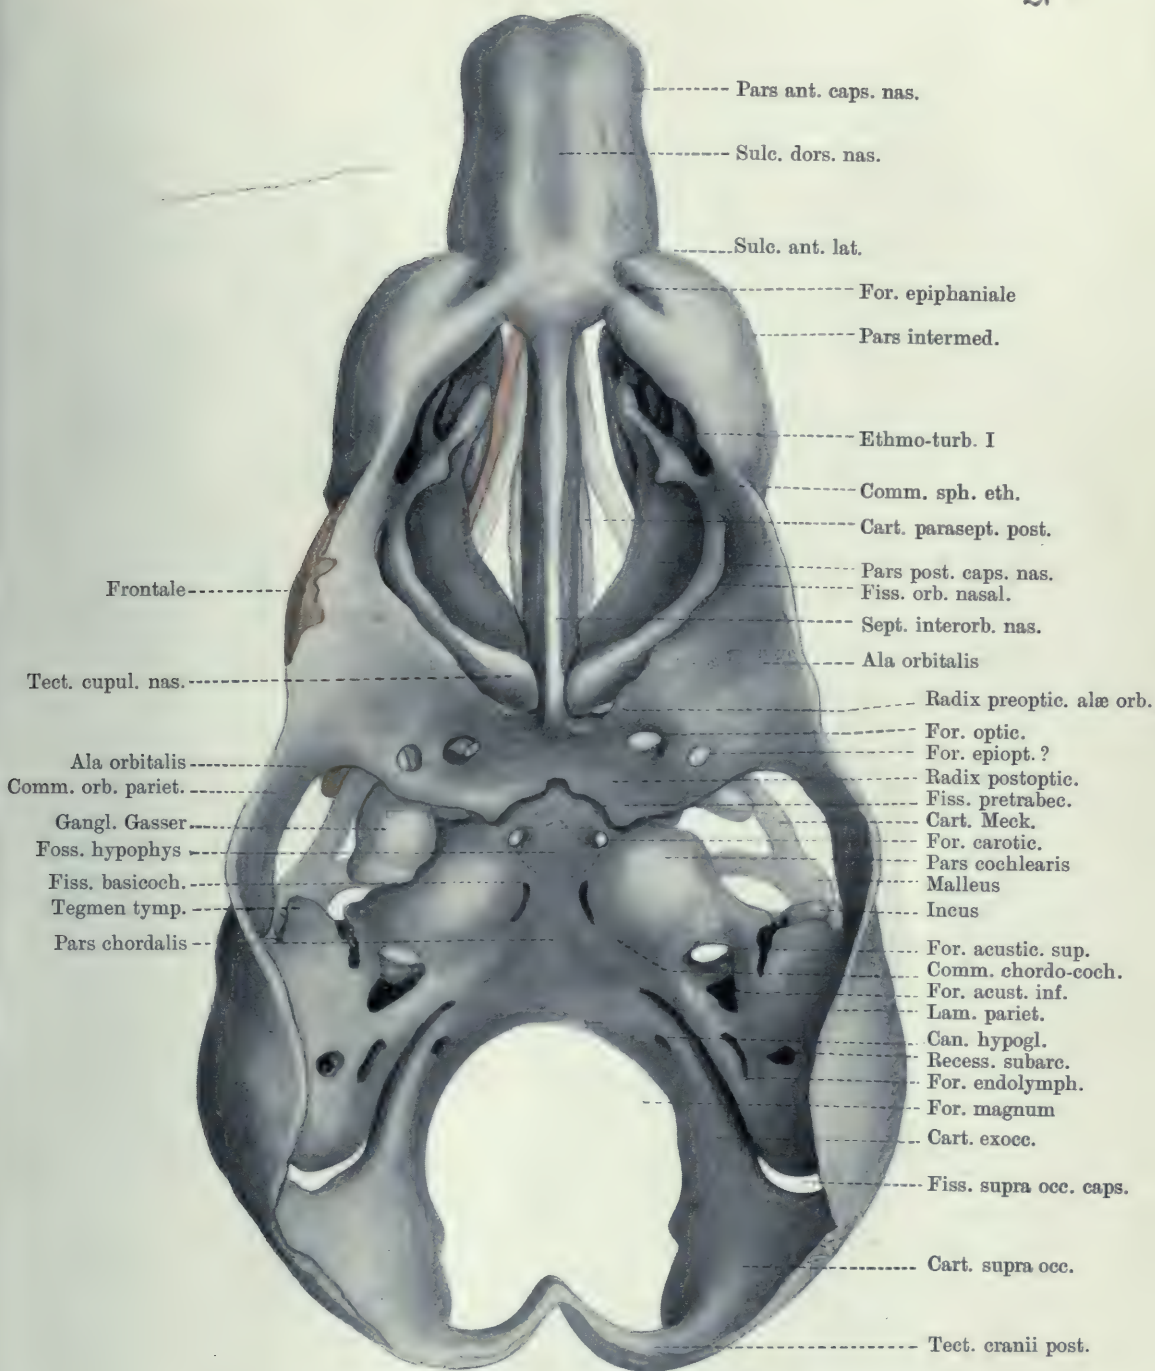 Pars ant. caps. nas.
Sulc. dors. nas.
Sulc. ant. lat.
For. epiphaniale
Pars intermed.
Ethmo-turb. I
Comm. sph. eth.
Cart. parasept. post.
Pars post. caps. nas.
Fiss. orb. nasal.
Sept. interorb. nas.
Ala orbitalis
Radix preoptic. alæ orb.
For. optic.
For. epiopt. ?
Radix postoptic.
Fiss. pretrabec.
Cart. Meck.
For. carotic.
Pars cochlearis
Malleus
Incus
For. acustic. sup.
Comm. chordo-coch.
For. acust. inf.
Lam. pariet.
Can. hypogl.
Recess. subarc.
For. endolymph.
For. magnum
Cart. exocc.
Fiss. supra occ. caps.
Cart. supra occ.
Tect. cranii post.
Frontale
Tect. cupul. nas.
Ala orbitalis
Comm. orb. pariet.
Gangl. Gasser
Foss. hypophys
Fiss. basicoch.
Tegmen tymp.
Pars chordalis